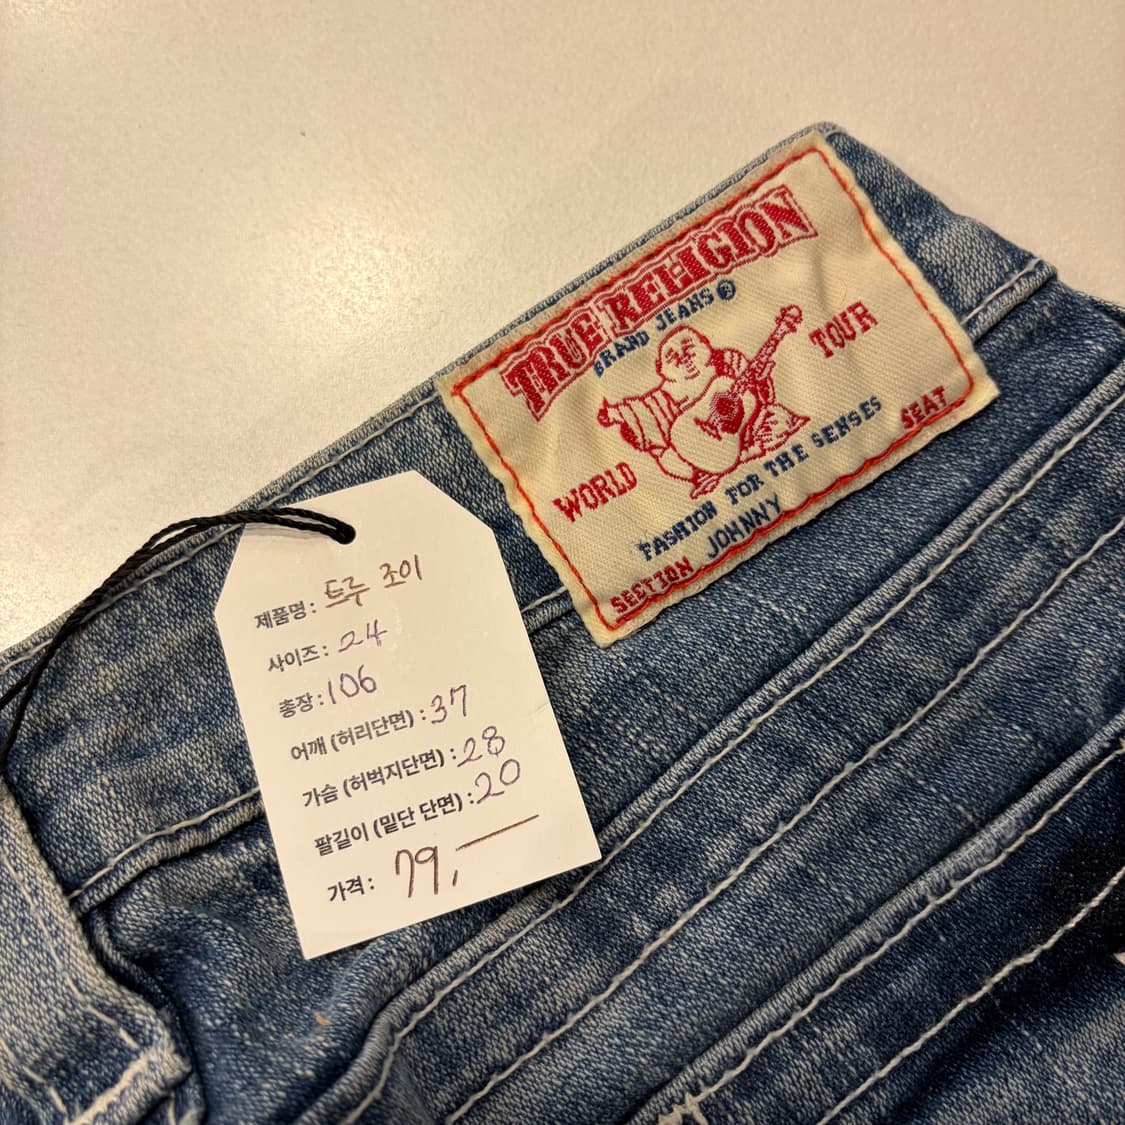 TRUE RELIGION
BRAND JEANS ®
WORLD TOUR
FASHION FOR THE SENSES
SECTION JOHNNY SEAT
제품명 : 트루 조이
사이즈 : 24
총장 : 106
어깨 (허리단면) : 37
가슴 (허벅지단면) : 28
팔길이 (밑단 단면) : 20
가격 : 79,—